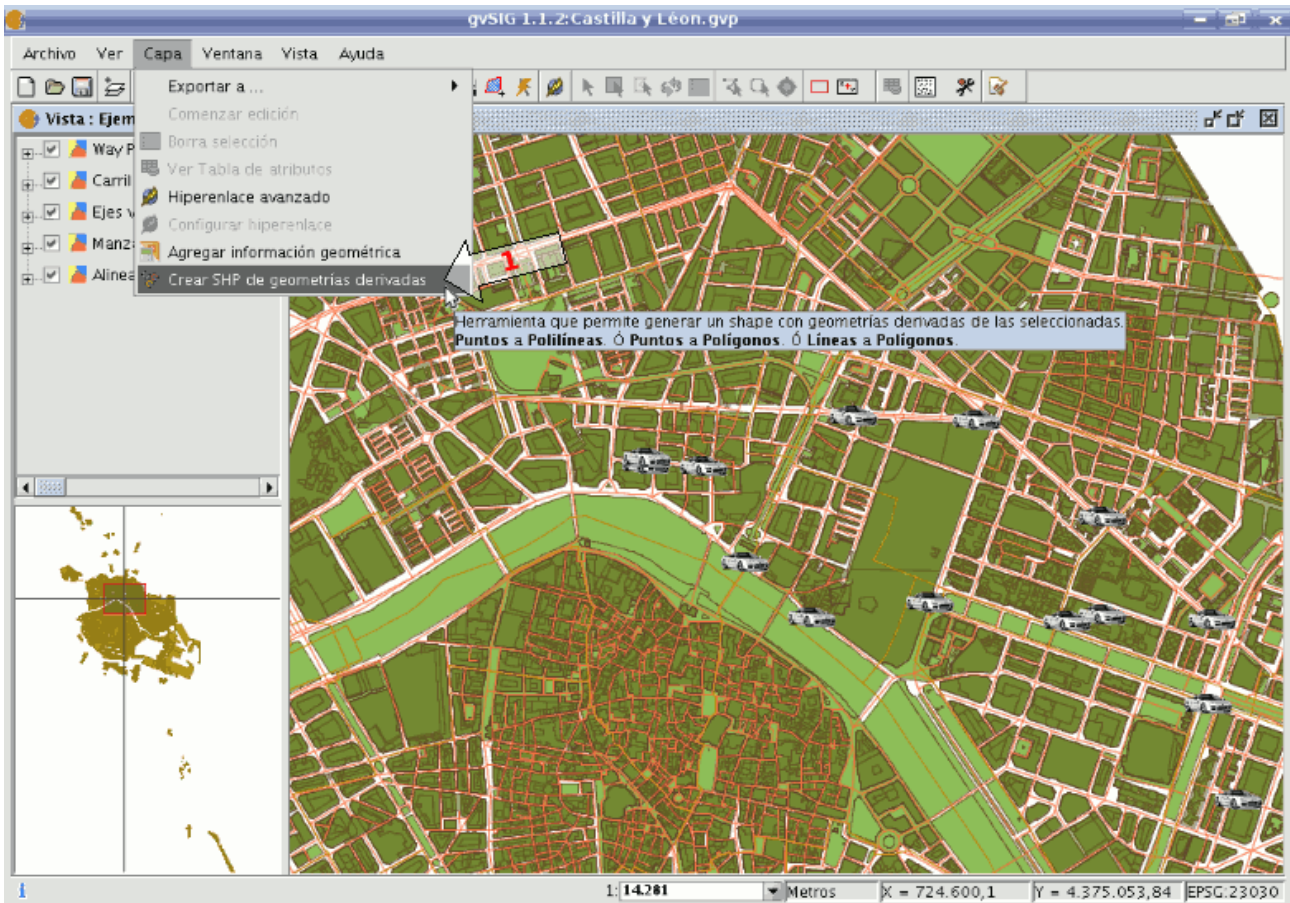 gvSIG 1.1.2:Castilla y Léon.gvp
Archivo Ver Capa Ventana Vista Ayuda
Exportar a ...
Comenzar edición
Borra selección
Ver Tabla de atributos
Hiperenlace avanzado
Configurar hiperenlace
Agregar información geométrica
Crear SHP de geometrías derivadas
1
Herramienta que permite generar un shape con geometrías derivadas de las seleccionadas.
Puntos a Polilíneas. Ó Puntos a Polígonos. Ó Líneas a Polígonos.
Vista : Ejem
Way P
Carril
Ejes v
Manz
Alinea
1: 14.281 Metros X = 724.600,1 Y = 4.375.053,84 EPSG:23030